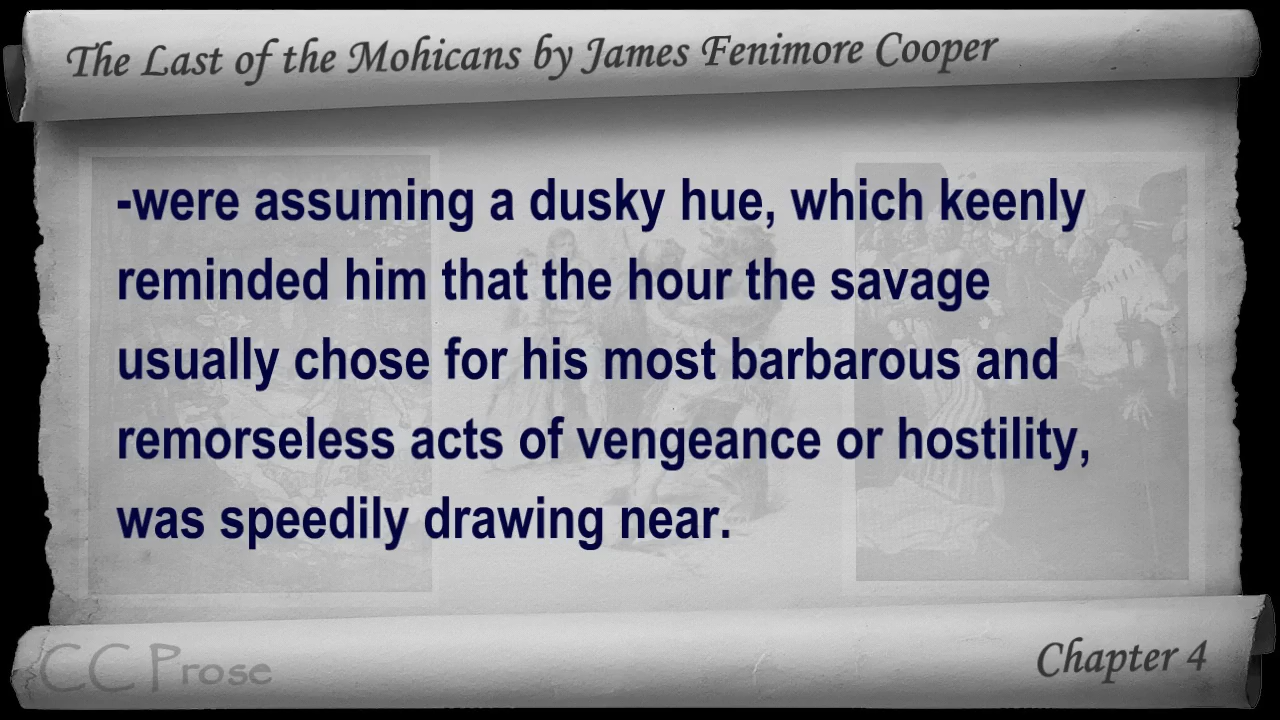 The Last of the Mohicans by James Fenimore Cooper
-were assuming a dusky hue, which keenly
reminded him that the hour the savage
usually chose for his most barbarous and
remorseless acts of vengeance or hostility,
was speedily drawing near.
CC Prose
Chapter 4